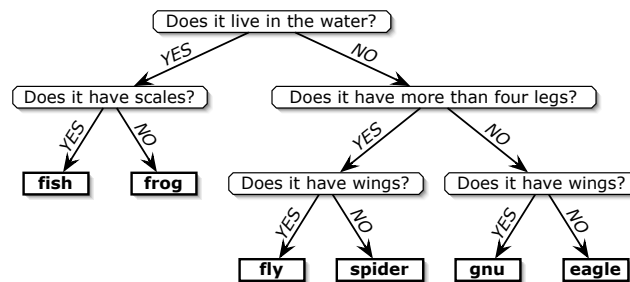 Does it live in the water?
YES
NO
Does it have scales?
Does it have more than four legs?
YES
NO
YES
NO
fish
frog
Does it have wings?
Does it have wings?
YES
NO
YES
NO
fly
spider
gnu
eagle